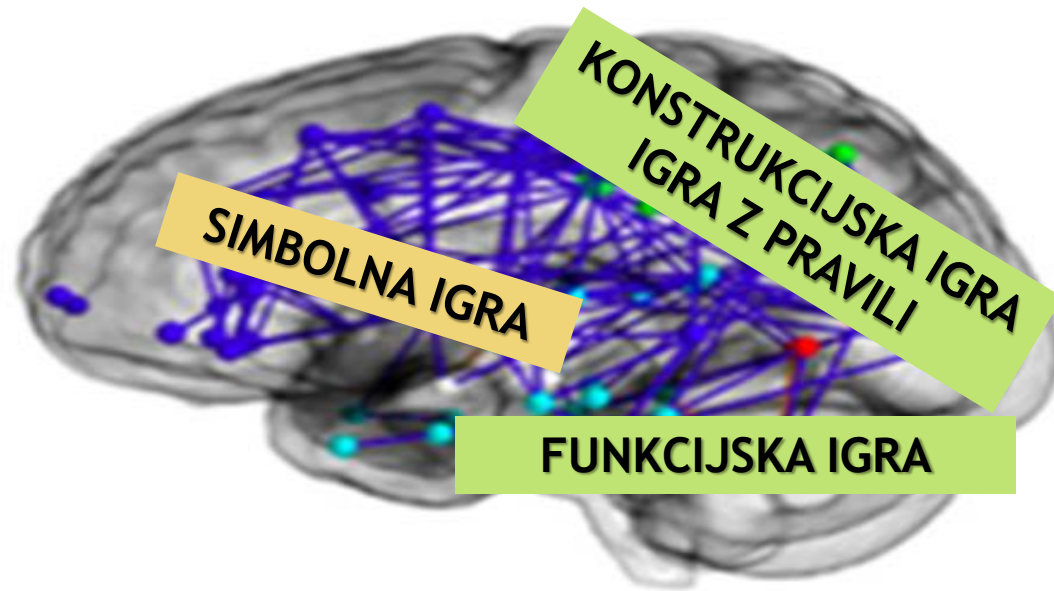 KONSTRUKCIJSKA IGRA
IGRA Z PRAVILI
SIMBOLNA IGRA
FUNKCIJSKA IGRA